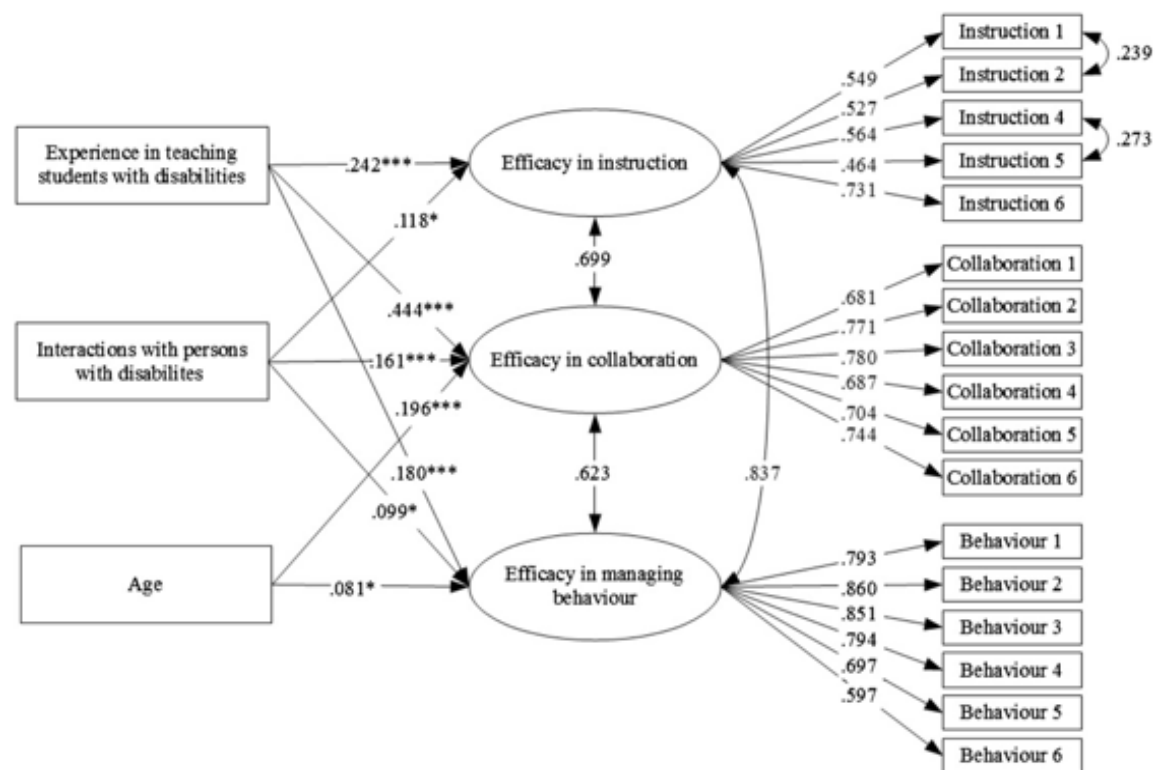 Experience in teaching
students with disabilities
Interactions with persons
with disabilites
Age
.242***
.118*
.444***
.161***
.196***
.180***
.099*
.081*
Efficacy in instruction
.699
Efficacy in collaboration
.623
.837
Efficacy in managing
behaviour
.549
.527
.564
.464
.731
Instruction 1
Instruction 2
Instruction 4
Instruction 5
Instruction 6
.239
.273
.681
.771
.780
.687
.704
.744
Collaboration 1
Collaboration 2
Collaboration 3
Collaboration 4
Collaboration 5
Collaboration 6
.793
.860
.851
.794
.697
.597
Behaviour 1
Behaviour 2
Behaviour 3
Behaviour 4
Behaviour 5
Behaviour 6